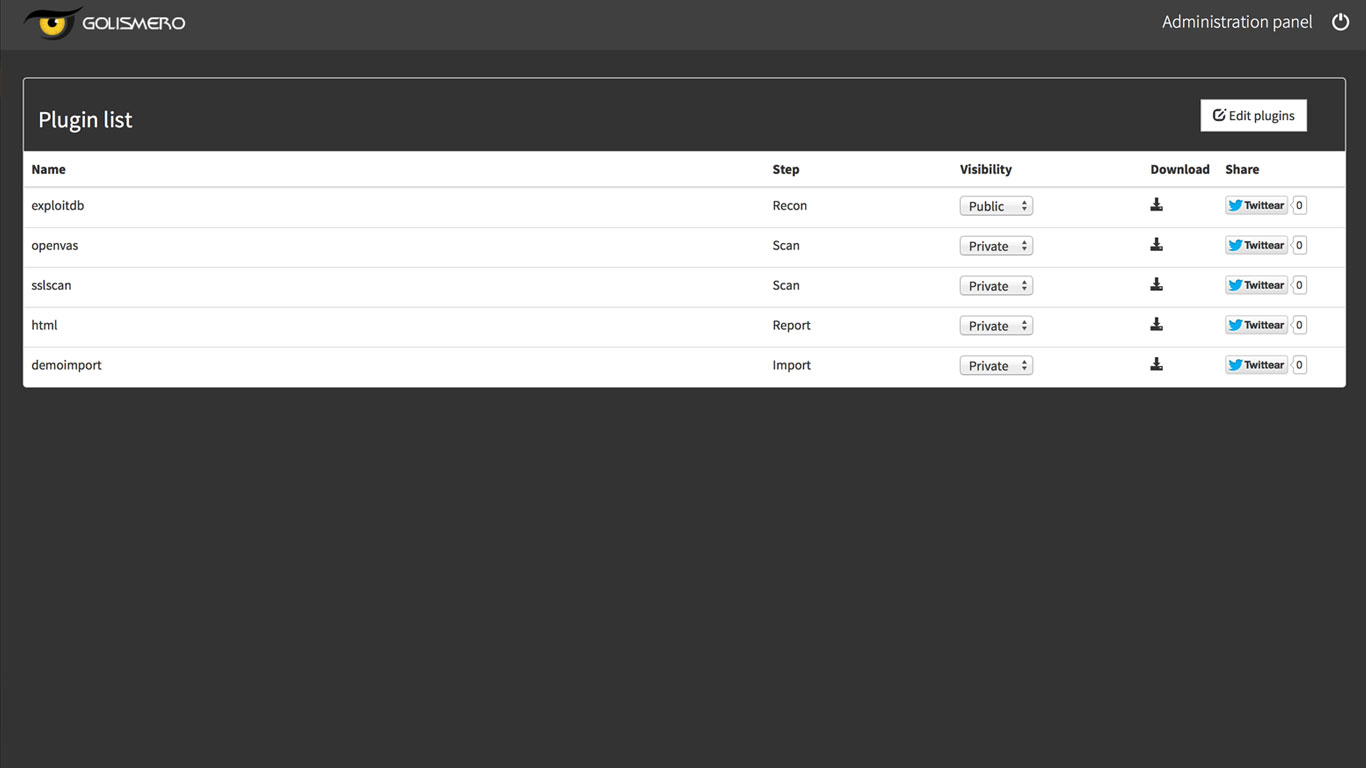 GOLISMERO Administration panel
Plugin list Edit plugins
Name Step Visibility Download Share
exploitdb Recon Public Twittear 0
openvas Scan Private Twittear 0
sslscan Scan Private Twittear 0
html Report Private Twittear 0
demoimport Import Private Twittear 0